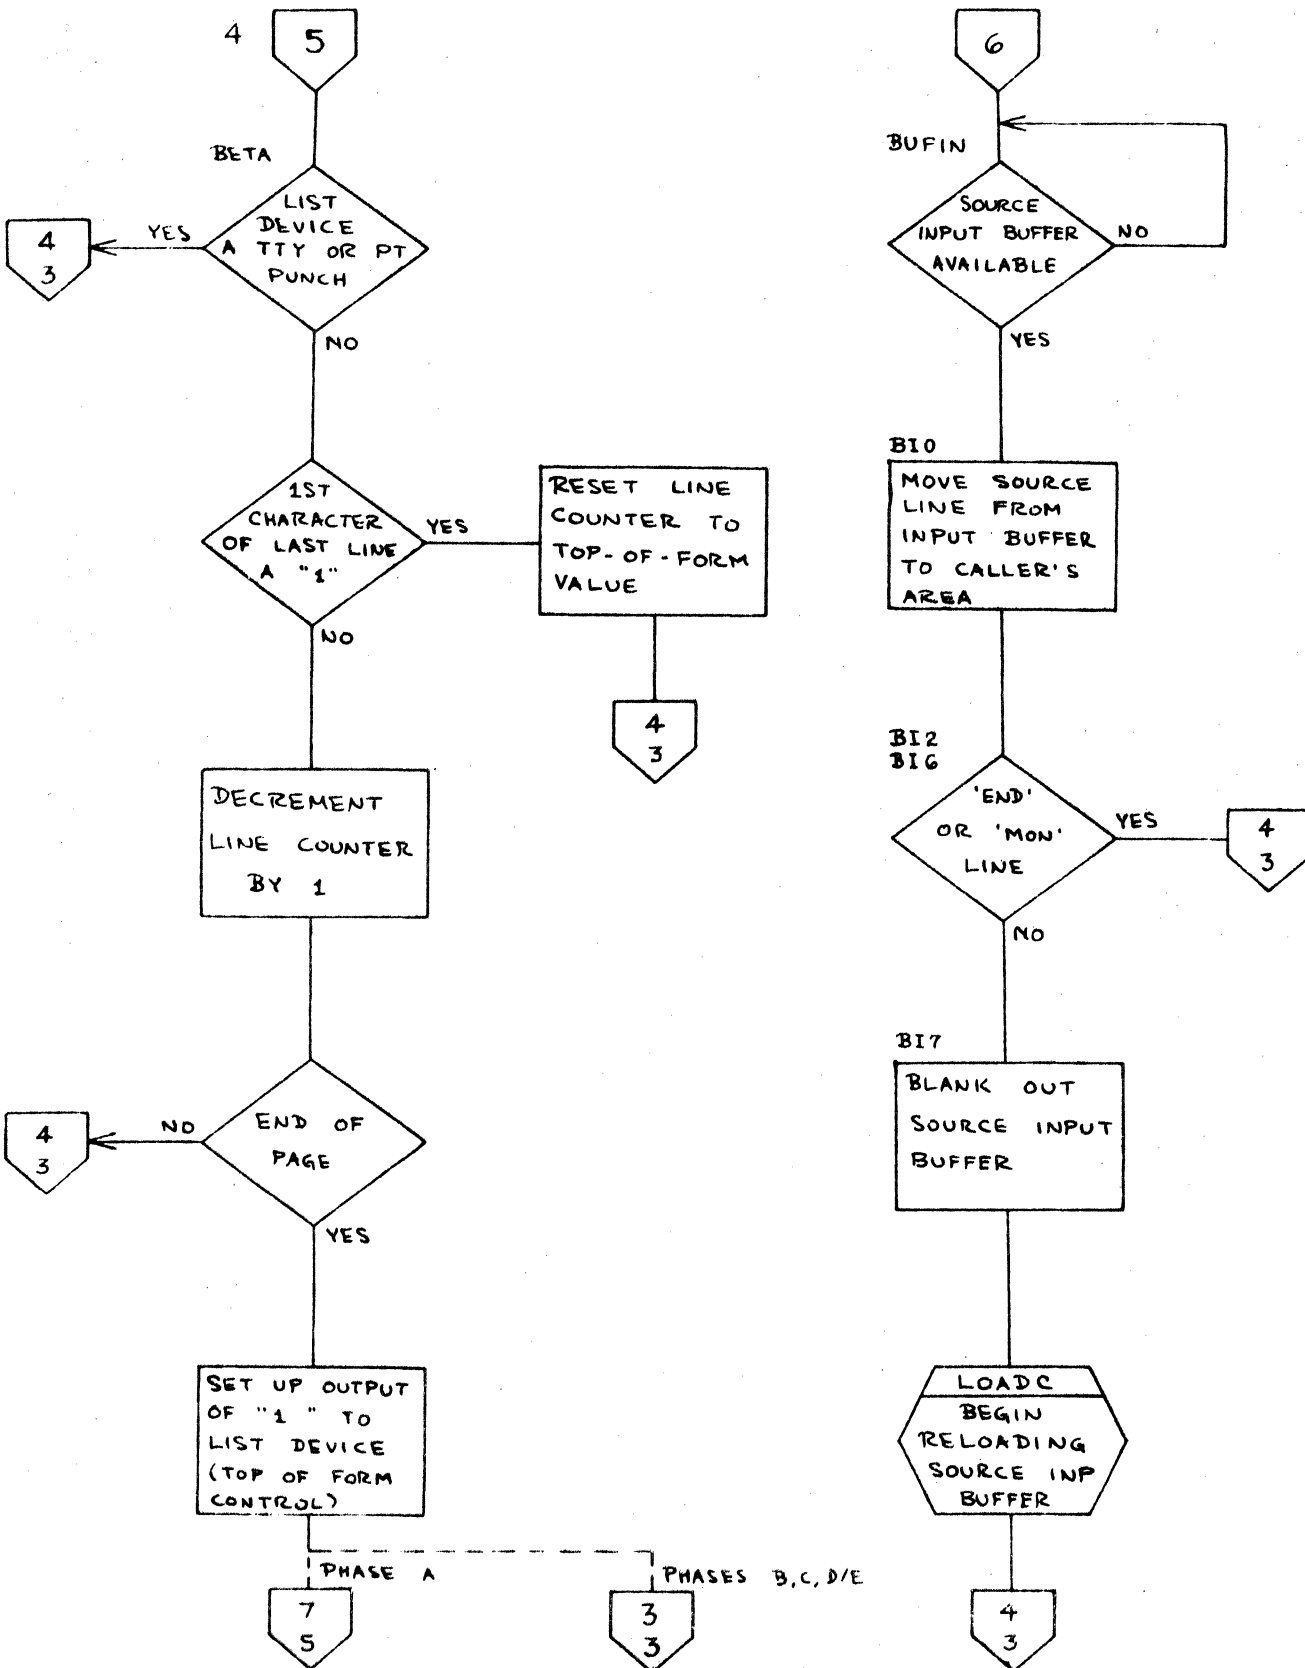 4
5
BETA
LIST
DEVICE
A TTY OR PT
PUNCH
YES
4
3
NO
1ST
CHARACTER
OF LAST LINE
A "1"
YES
RESET LINE
COUNTER TO
TOP-OF-FORM
VALUE
4
3
NO
DECREMENT
LINE COUNTER
BY 1
END OF
PAGE
NO
4
3
YES
SET UP OUTPUT
OF "1 " TO
LIST DEVICE
(TOP OF FORM
CONTROL)
PHASE A
7
5
PHASES B,C,D/E
3
3
6
BUFIN
SOURCE
INPUT BUFFER
AVAILABLE
NO
YES
BI0
MOVE SOURCE
LINE FROM
INPUT BUFFER
TO CALLER'S
AREA
BI2
BI6
'END'
OR 'MON'
LINE
YES
4
3
NO
BI7
BLANK OUT
SOURCE INPUT
BUFFER
LOADC
BEGIN
RELOADING
SOURCE INP
BUFFER
4
3